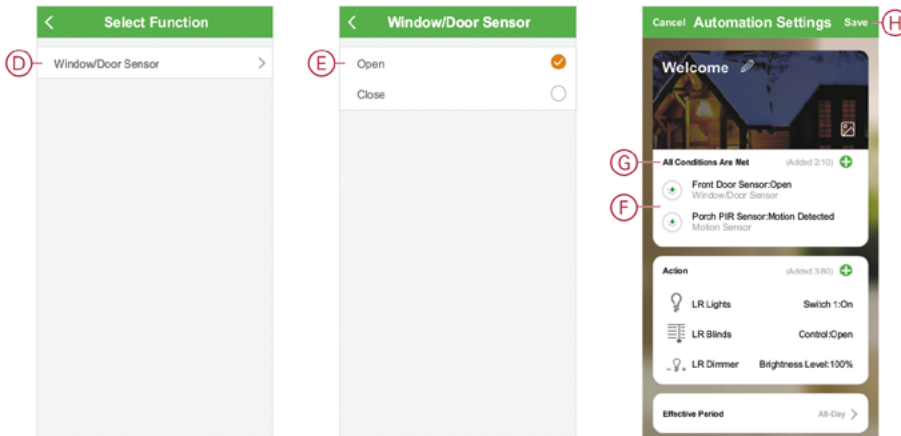 Select Function
D
Window/Door Sensor
Window/Door Sensor
E
Open
Close
Cancel Automation Settings Save
H
Welcome
G
All Conditions Are Met (Added 2/10)
Front Door Sensor:Open
Window/Door Sensor
F
Porch PIR Sensor:Motion Detected
Motion Sensor
Action (Added 3/80)
LR Lights Switch 1:On
LR Blinds Control:Open
LR Dimmer Brightness Level:100%
Effective Period All-Day